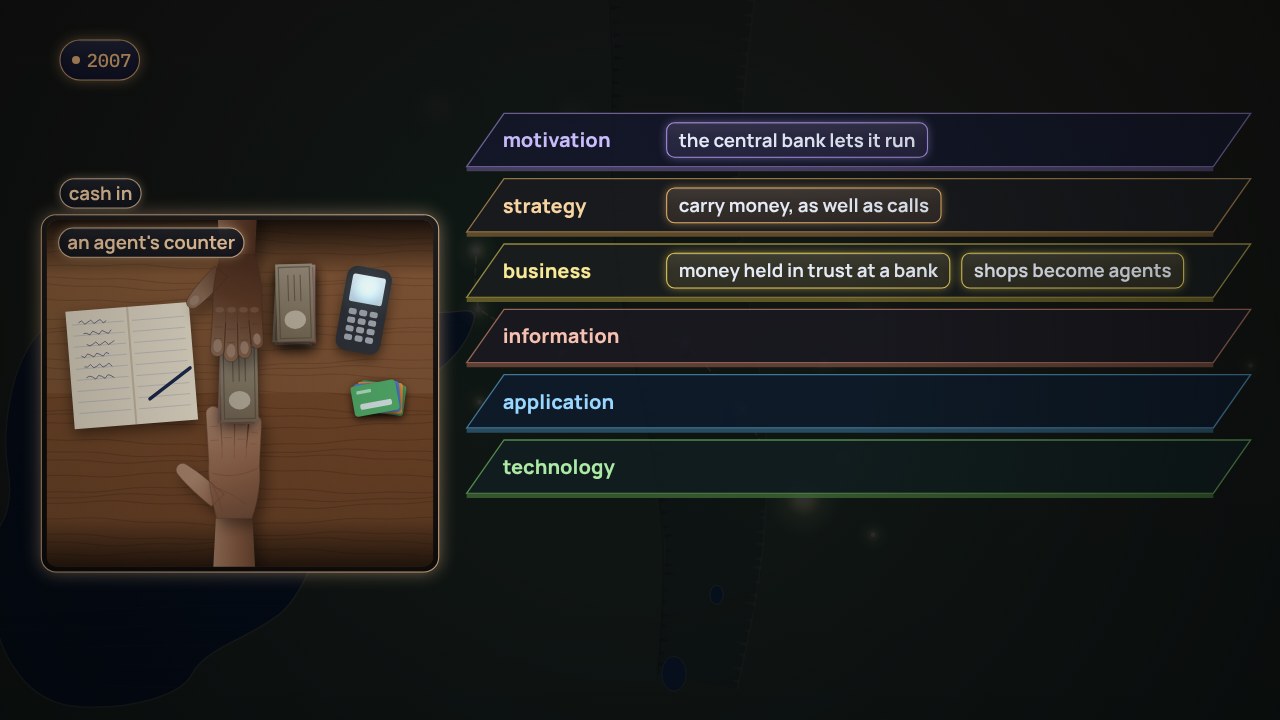 2007
cash in
an agent's counter
motivation the central bank lets it run
strategy carry money, as well as calls
business money held in trust at a bank shops become agents
information
application
technology